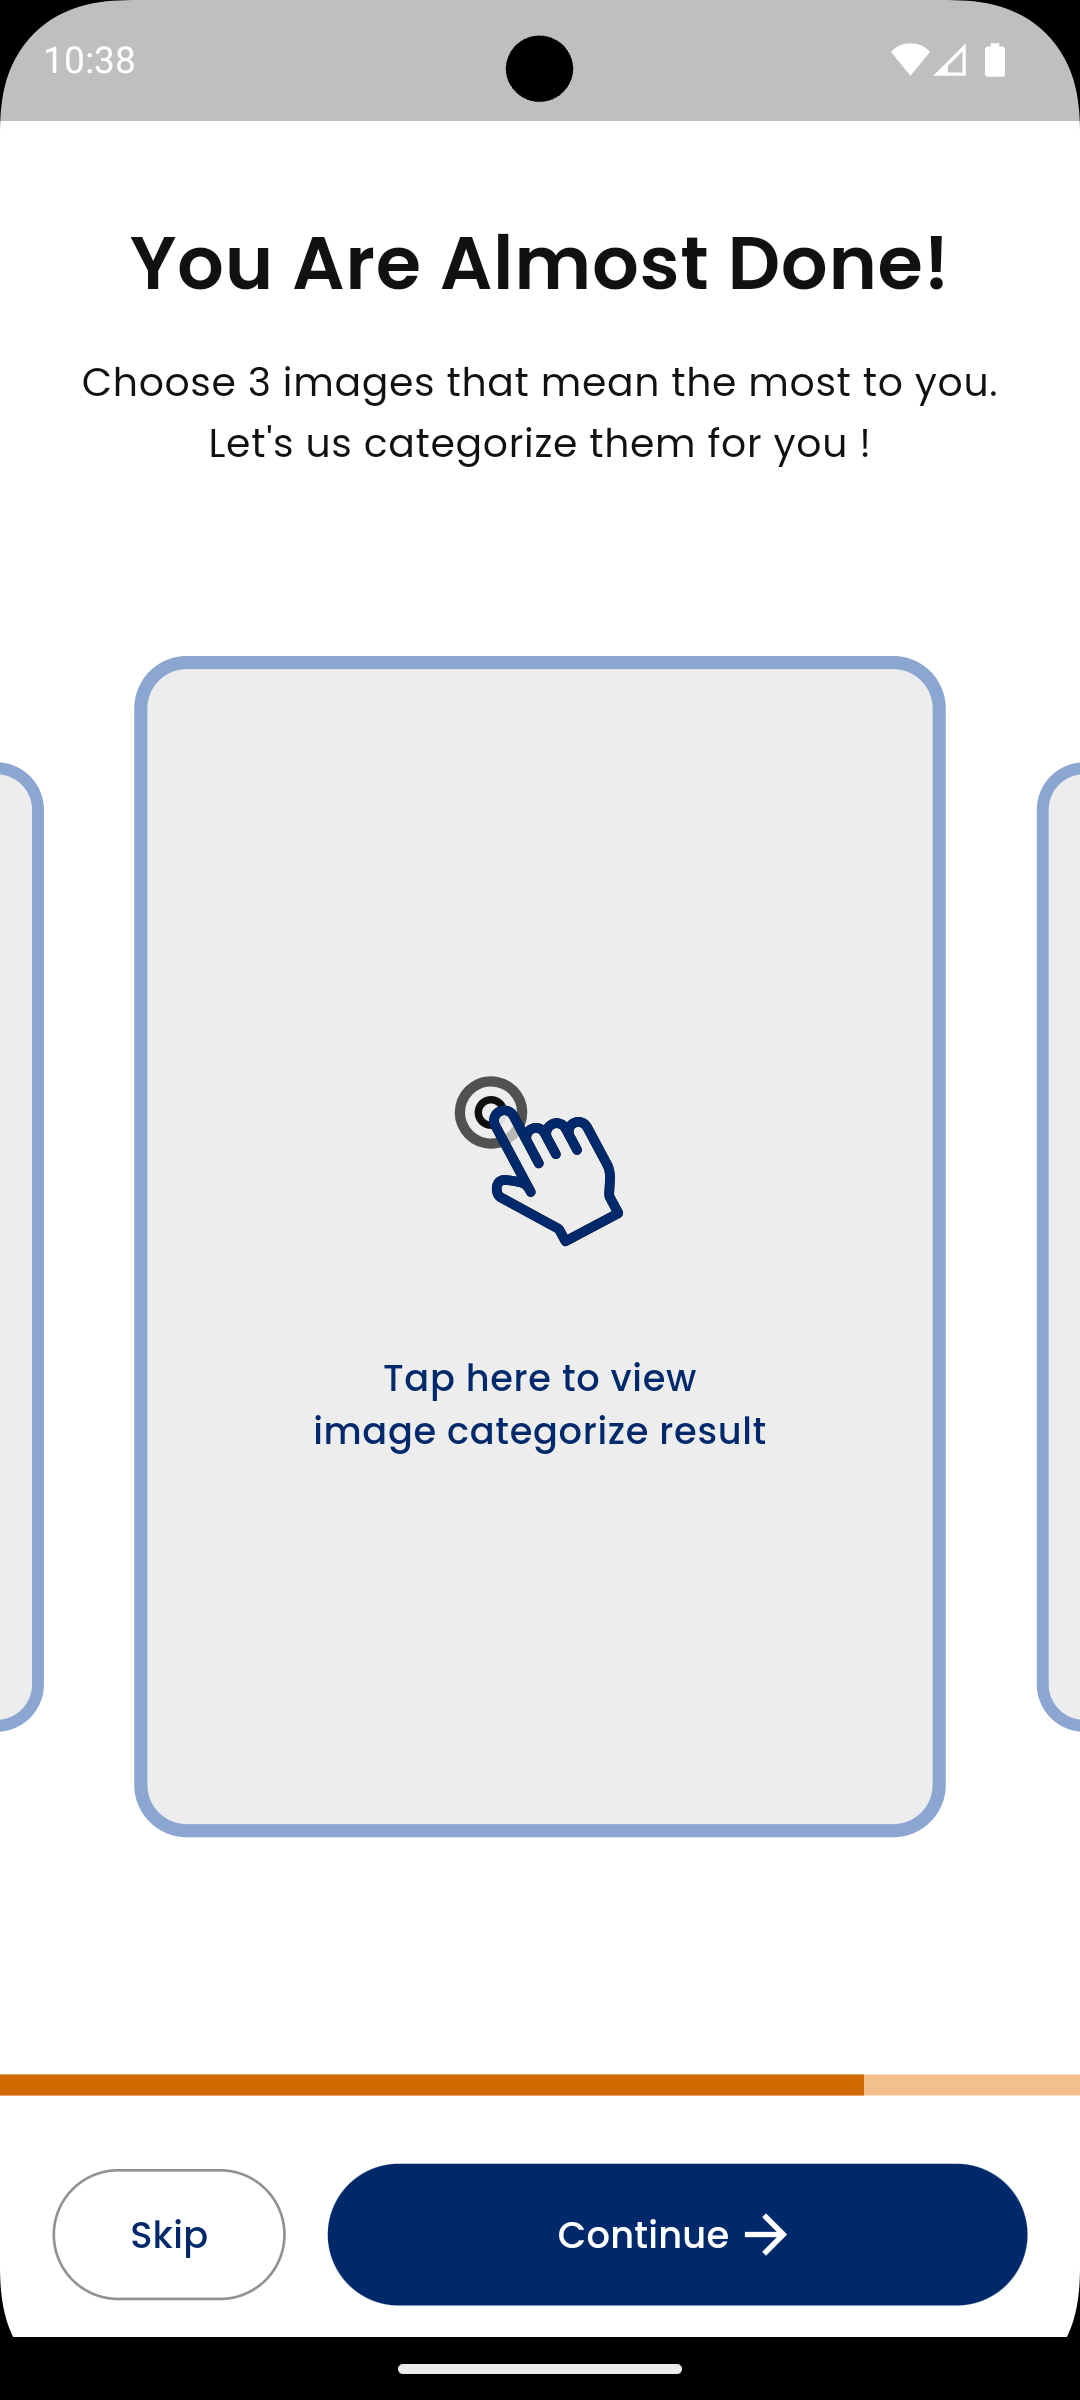 10:38
You Are Almost Done!
Choose 3 images that mean the most to you.
Let's us categorize them for you !
Tap here to view
image categorize result
Skip
Continue